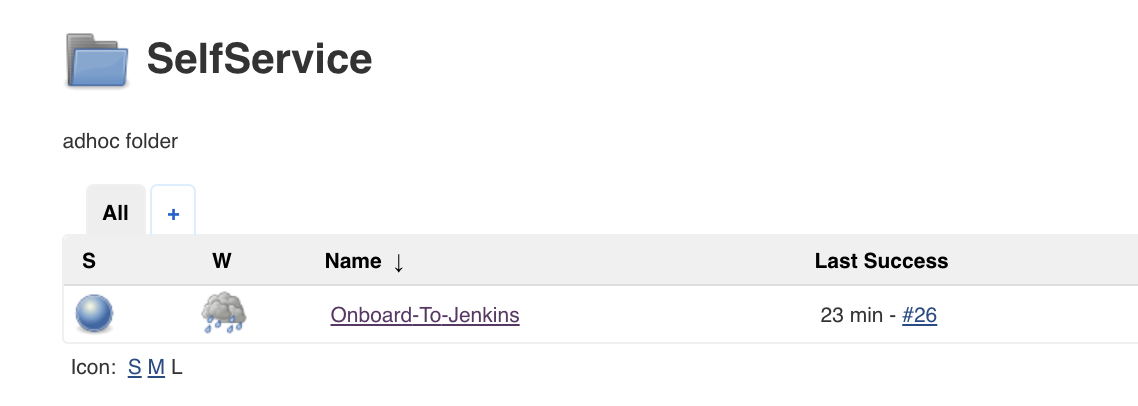 SelfService
adhoc folder
All +
S W Name ↓ Last Success
Onboard-To-Jenkins 23 min - #26
Icon: S M L